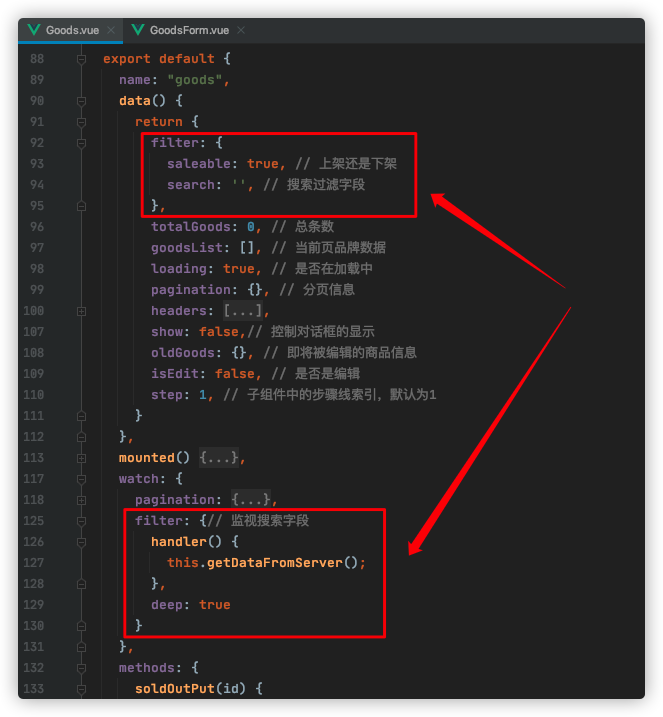 Goods.vue × GoodsForm.vue ×
88 export default {
89 name: "goods",
90 data() {
91 return {
92 filter: {
93 saleable: true, // 上架还是下架
94 search: '', // 搜索过滤字段
95 },
96 totalGoods: 0, // 总条数
97 goodsList: [], // 当前页品牌数据
98 loading: true, // 是否在加载中
99 pagination: {}, // 分页信息
100 headers: [...],
107 show: false,// 控制对话框的显示
108 oldGoods: {}, // 即将被编辑的商品信息
109 isEdit: false, // 是否是编辑
110 step: 1, // 子组件中的步骤线索引，默认为1
111 }
112 },
113 mounted() {...},
117 watch: {
118 pagination: {...},
125 filter: {// 监视搜索字段
126 handler() {
127 this.getDataFromServer();
128 },
129 deep: true
130 }
131 },
132 methods: {
133 soldOutPut(id) {